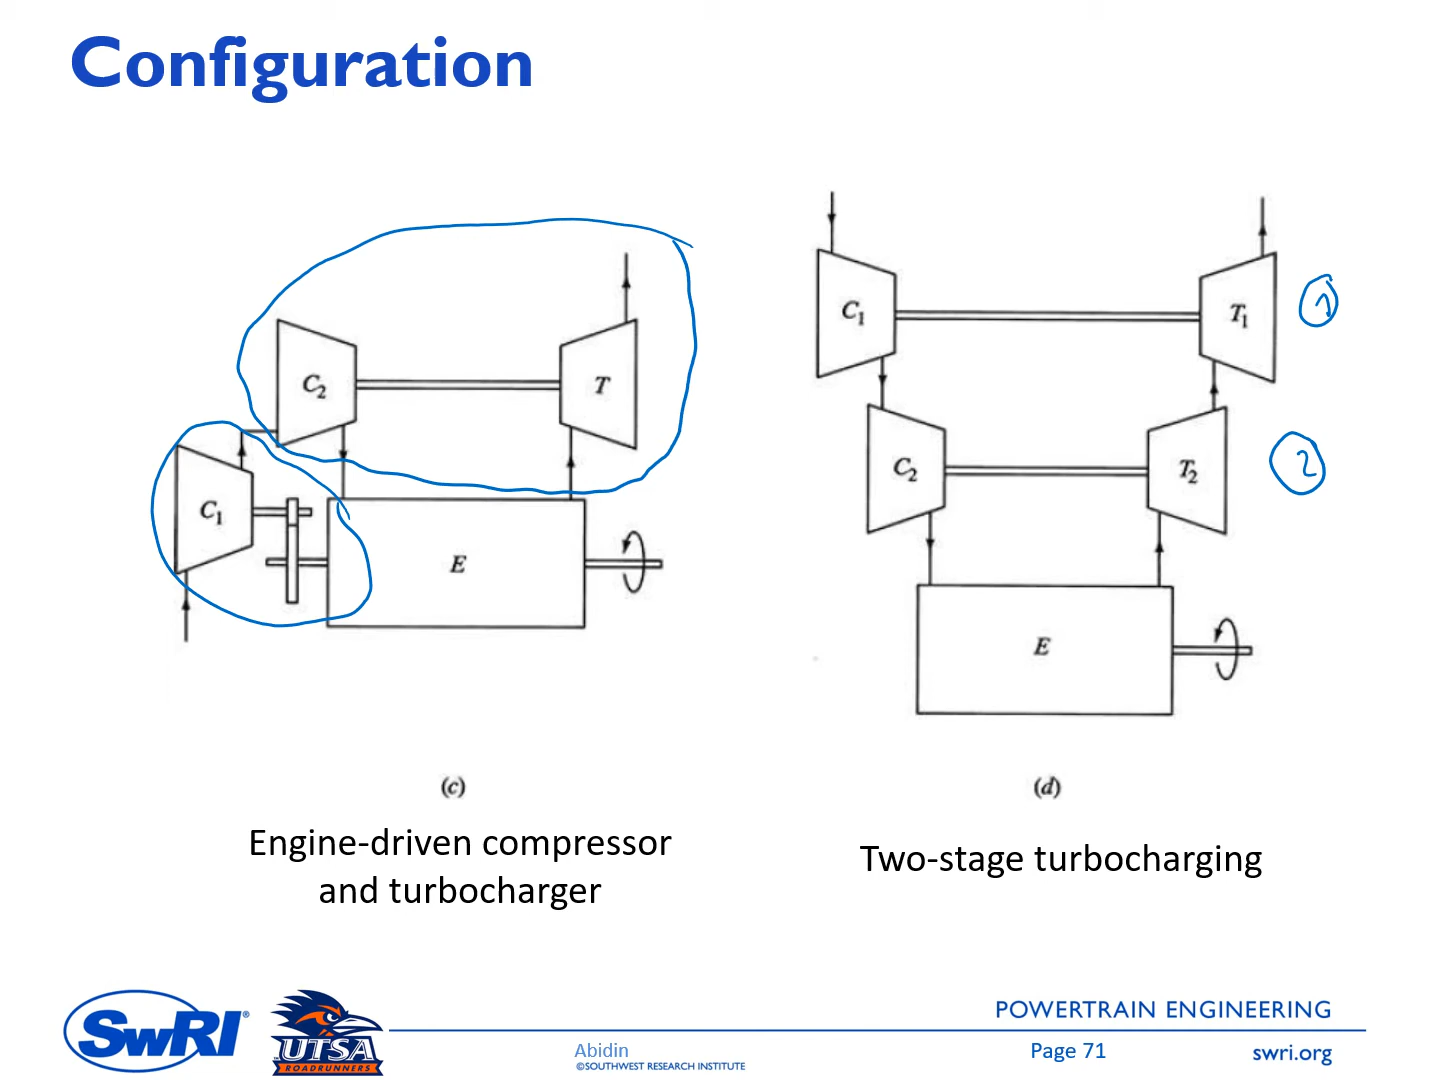 Configuration
C1
C2
T
E
(c)
Engine-driven compressor
and turbocharger
C1
T1
1
C2
T2
2
E
(d)
Two-stage turbocharging
SwRI®
UTSA
ROADRUNNERS
Abidin
©SOUTHWEST RESEARCH INSTITUTE
POWERTRAIN ENGINEERING
Page 71
swri.org